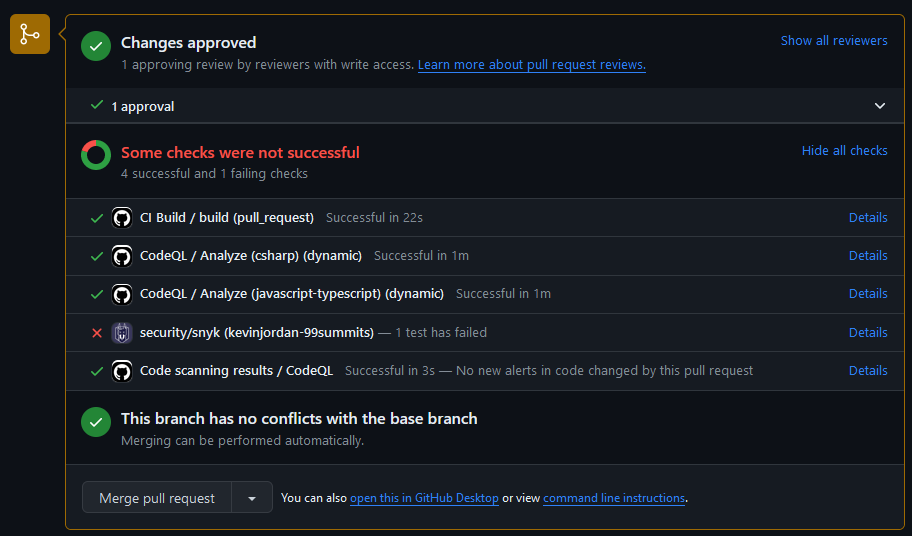 Changes approved
Show all reviewers
1 approving review by reviewers with write access. Learn more about pull request reviews.
1 approval
Some checks were not successful
Hide all checks
4 successful and 1 failing checks
CI Build / build (pull_request) Successful in 22s Details
CodeQL / Analyze (csharp) (dynamic) Successful in 1m Details
CodeQL / Analyze (javascript-typescript) (dynamic) Successful in 1m Details
security/snyk (kevinjordan-99summits) — 1 test has failed Details
Code scanning results / CodeQL Successful in 3s — No new alerts in code changed by this pull request Details
This branch has no conflicts with the base branch
Merging can be performed automatically.
Merge pull request You can also open this in GitHub Desktop or view command line instructions.